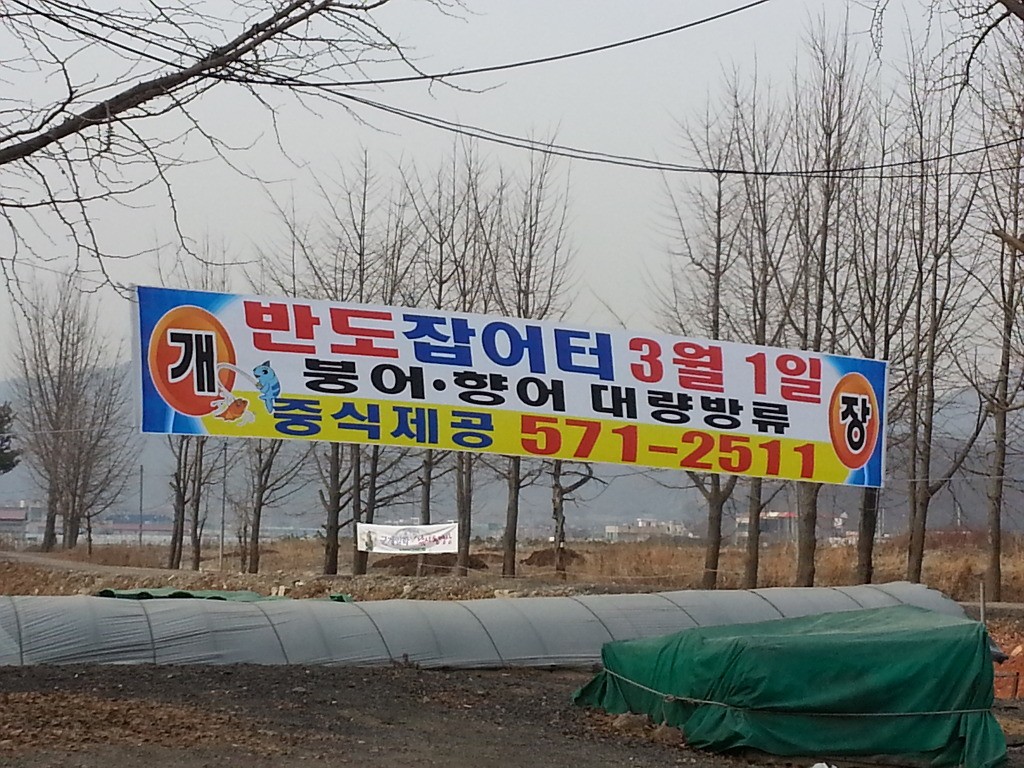 개
반도잡어터 3월 1일
붕어·향어 대량방류
중식제공 571-2511
장